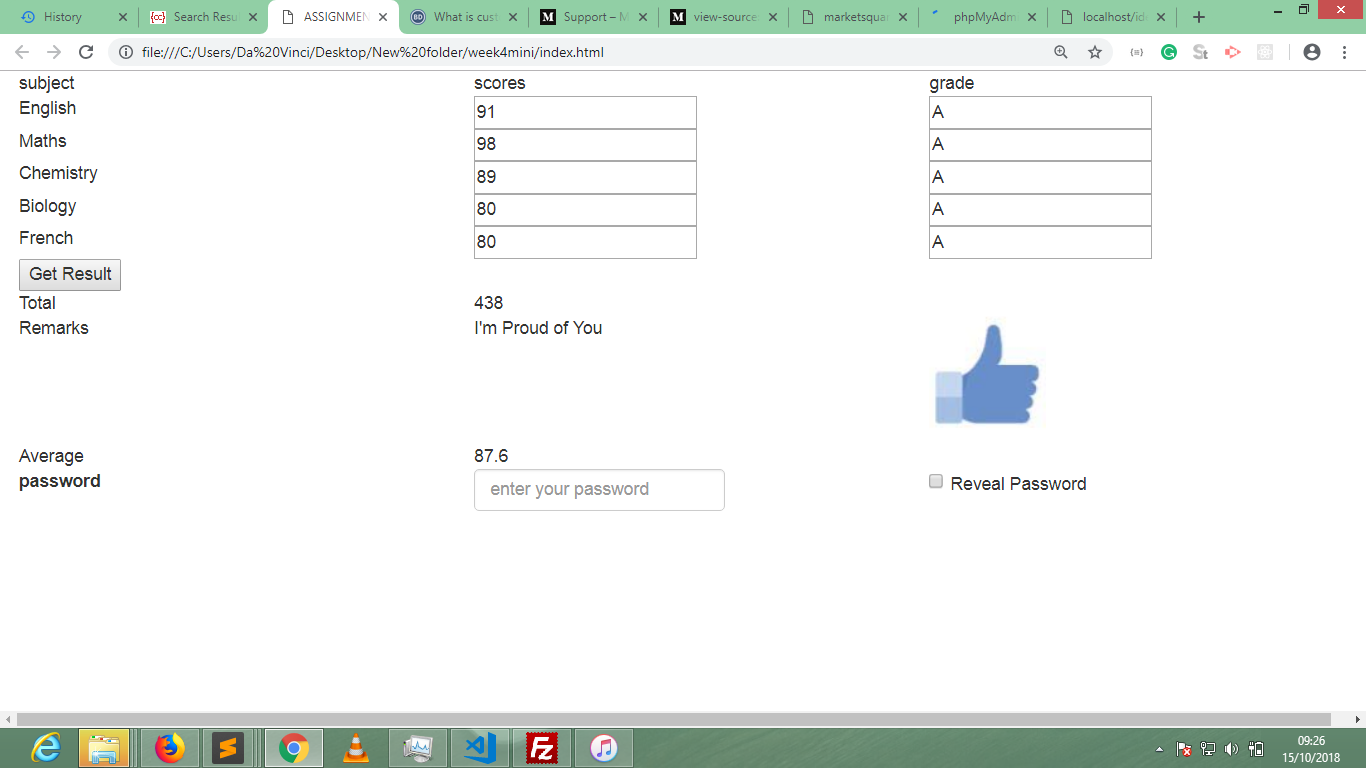 History
Search Resu
ASSIGNMEN
What is cust
Support – M
view-source:
marketsquar
phpMyAdm
localhost/id
file:///C:/Users/Da%20Vinci/Desktop/New%20folder/week4mini/index.html
subject scores grade
English 91 A
Maths 98 A
Chemistry 89 A
Biology 80 A
French 80 A
Get Result
Total 438
Remarks I'm Proud of You
Average 87.6
password enter your password Reveal Password
09:26
15/10/2018